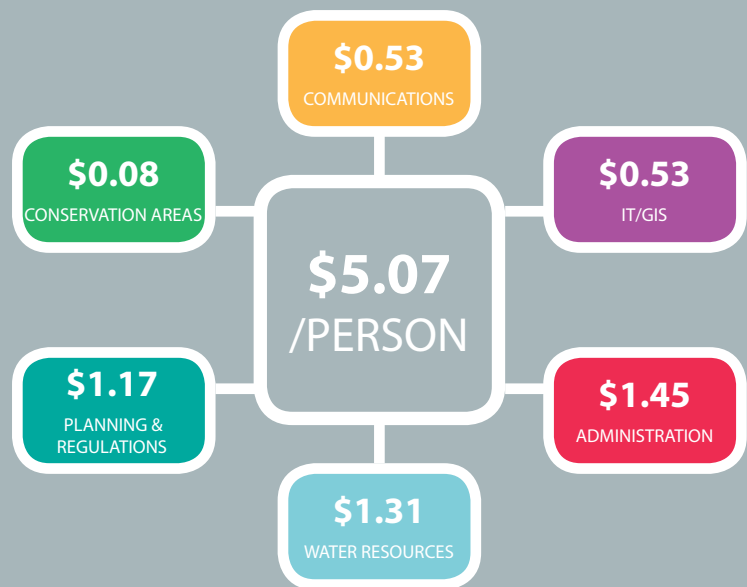 $0.53
COMMUNICATIONS
$0.08
CONSERVATION AREAS
$0.53
IT/GIS
$5.07
/PERSON
$1.17
PLANNING &
REGULATIONS
$1.45
ADMINISTRATION
$1.31
WATER RESOURCES